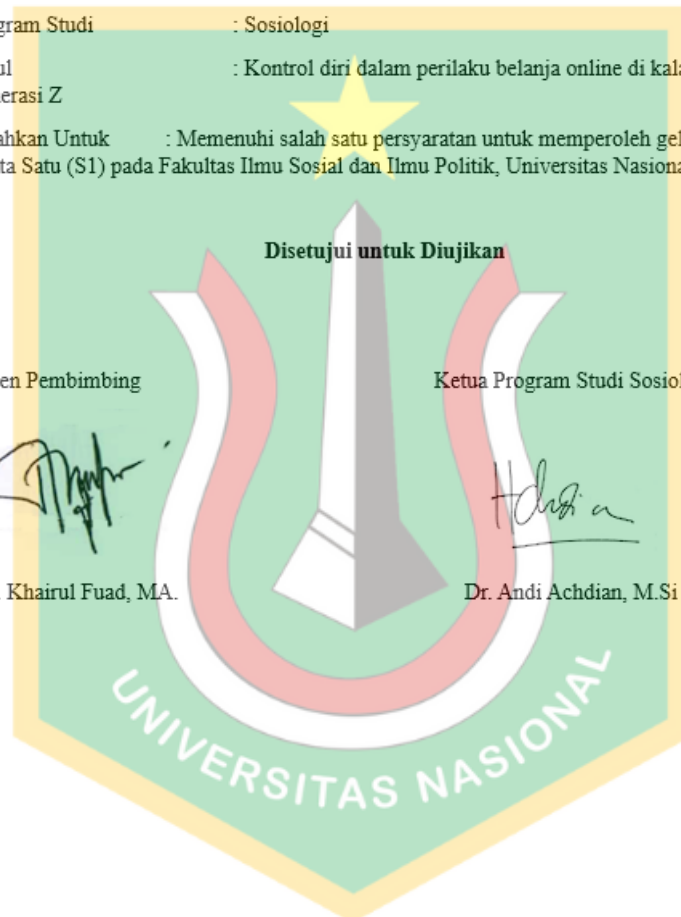 gram Studi : Sosiologi
ul : Kontrol diri dalam perilaku belanja online di kala
erasi Z
ahkan Untuk : Memenuhi salah satu persyaratan untuk memperoleh gel
ta Satu (S1) pada Fakultas Ilmu Sosial dan Ilmu Politik, Universitas Nasiona
Disetujui untuk Diujikan
en Pembimbing Ketua Program Studi Sosiol
Khairul Fuad, MA. Dr. Andi Achdian, M.Si
UNIVERSITAS NASIONAL